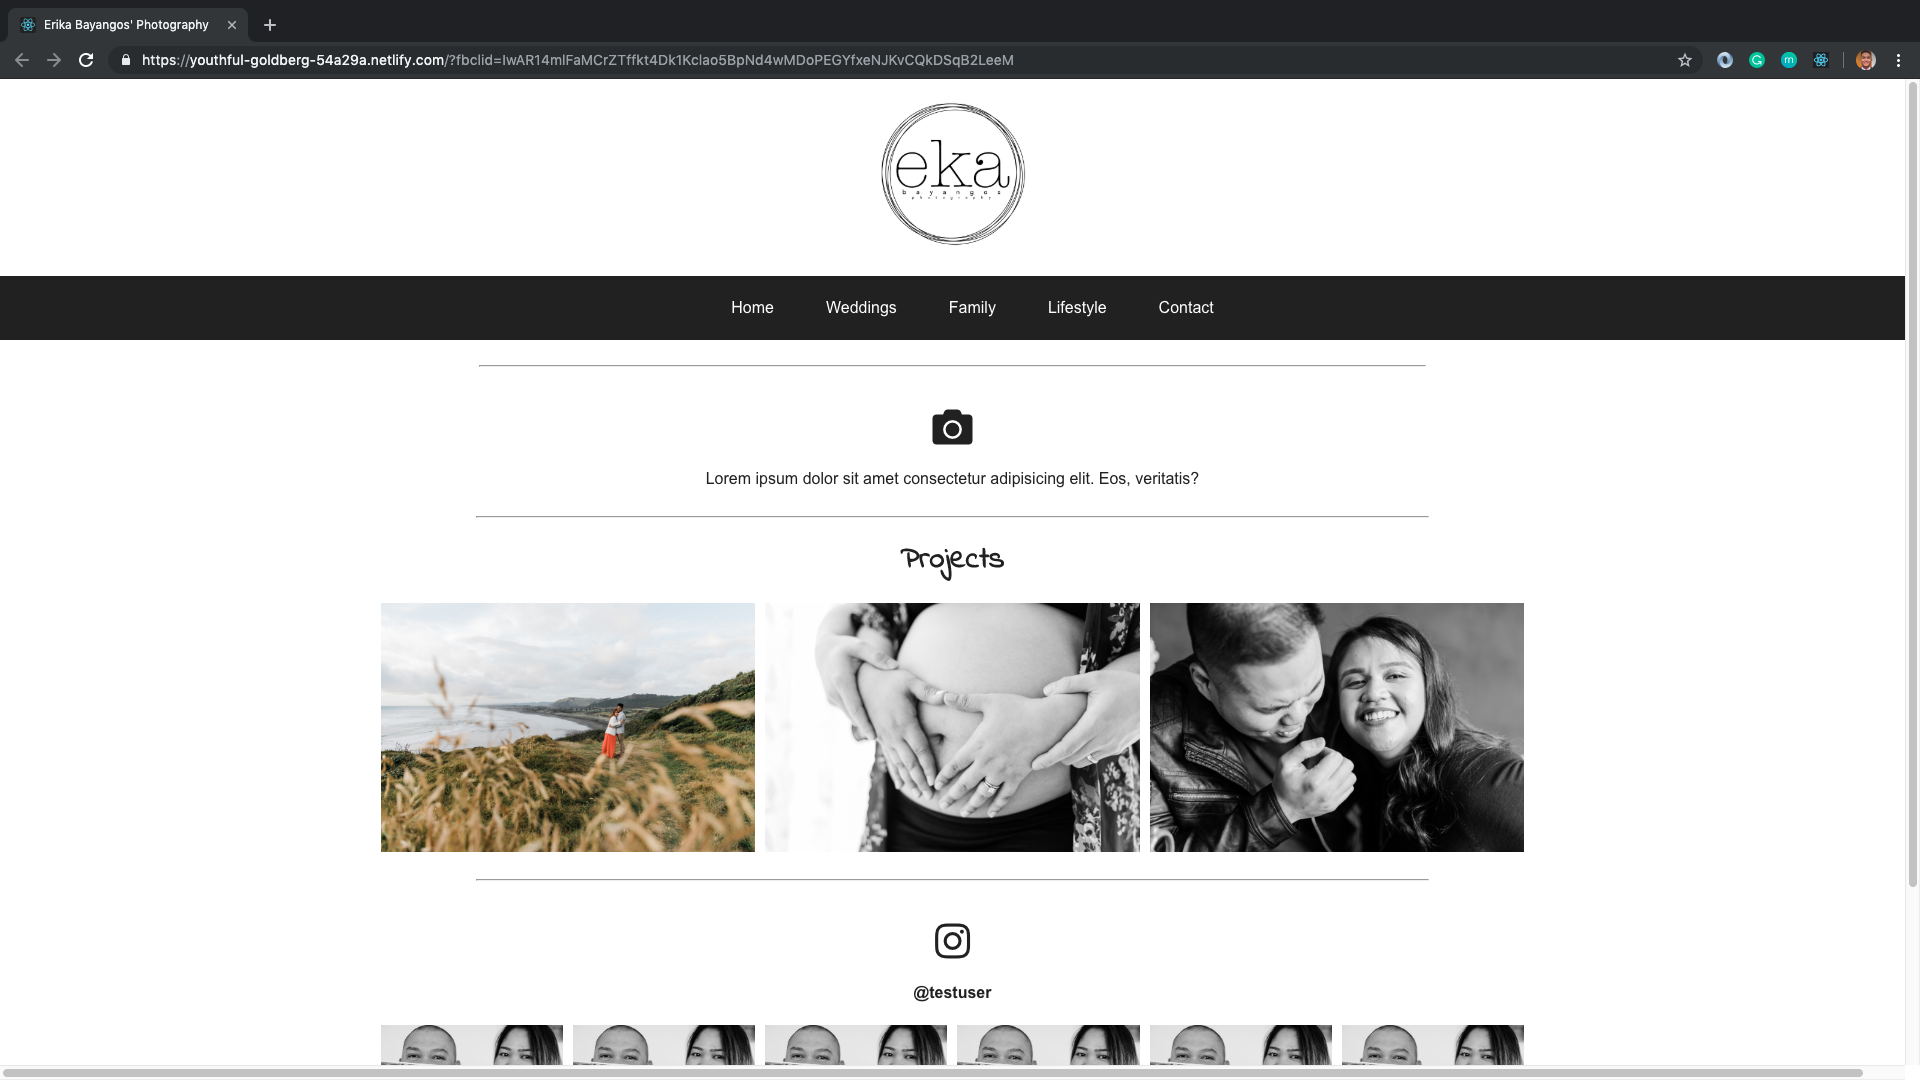 Erika Bayangos' Photography
https://youthful-goldberg-54a29a.netlify.com/?fbclid=IwAR14mlFaMCrZTffkt4Dk1Kclao5BpNd4wMDoPEGYfxeNJKvCQkDSqB2LeeM
eka
bayangos
photography
Home Weddings Family Lifestyle Contact
Lorem ipsum dolor sit amet consectetur adipisicing elit. Eos, veritatis?
Projects
@testuser